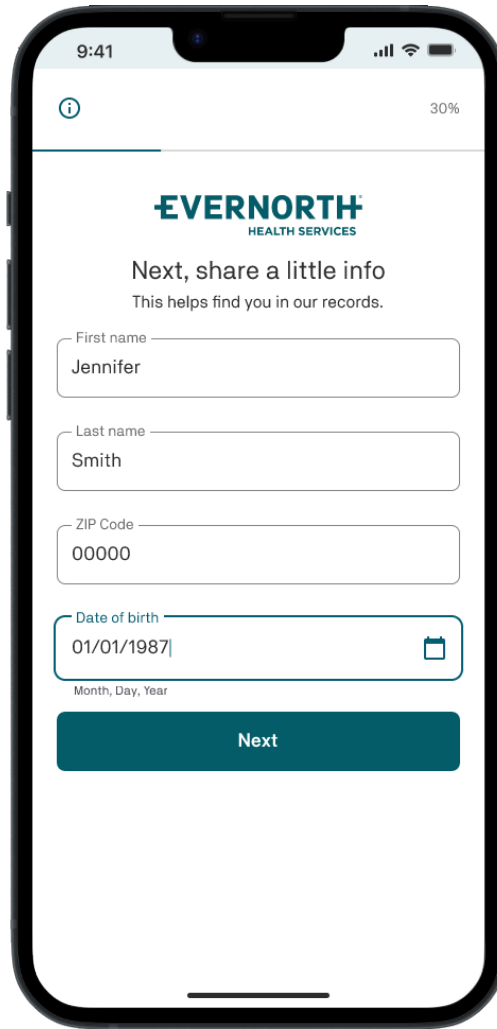 9:41
30%
EVERNORTH
HEALTH SERVICES
Next, share a little info
This helps find you in our records.
First name
Jennifer
Last name
Smith
ZIP Code
00000
Date of birth
01/01/1987
Month, Day, Year
Next